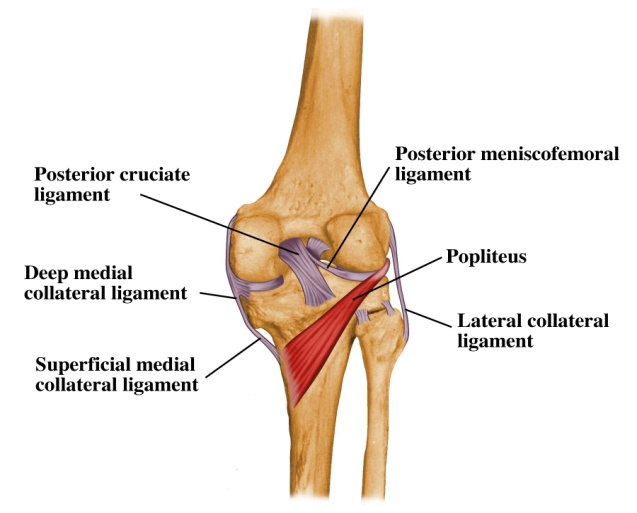 Posterior meniscofemoral
ligament
Posterior cruciate
ligament
Popliteus
Deep medial
collateral ligament
Lateral collateral
ligament
Superficial medial
collateral ligament